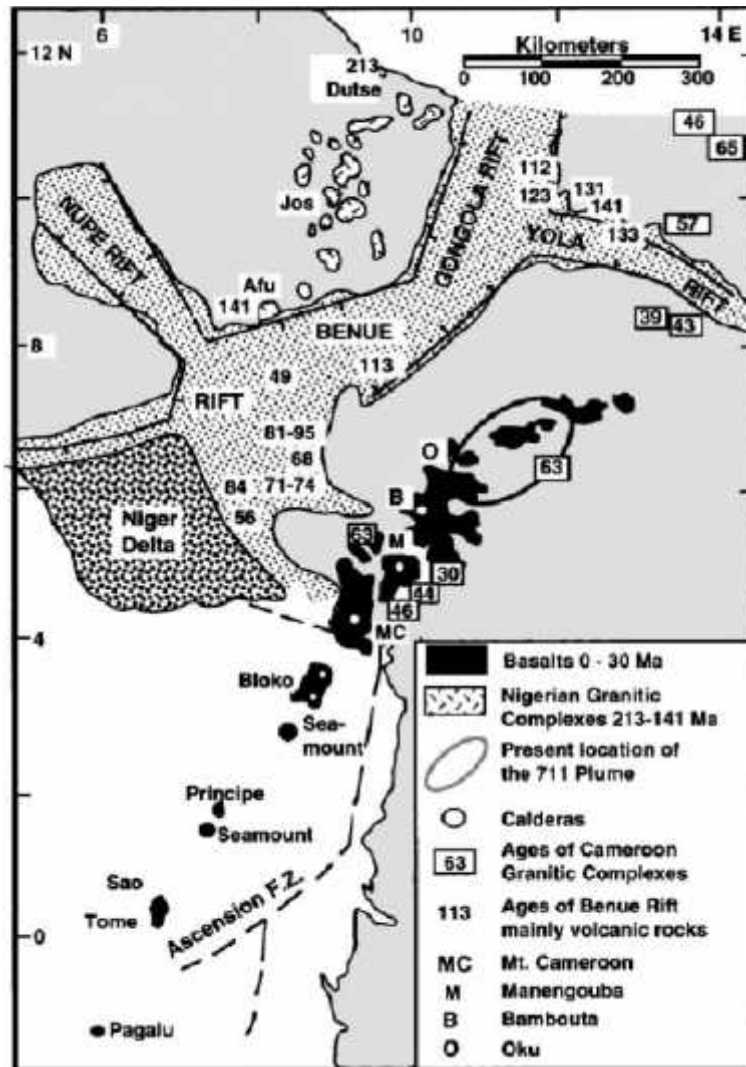 6
10
14 E
12 N
Kilometers
0 100 200 300
213
Dutse
46
65
112
123
131
141
Jos
GONGOLA RIFT
NUPE RIFT
YOLA
133
57
RIFT
Afu
141
BENUE
39
43
8
113
49
RIFT
81-95
68
O
63
84
71-74
B
56
Niger
Delta
63
M
30
44
46
4
MC
Bloko
Sea-
mount
Principe
Seamount
Sao
Tome
Ascension F.Z.
0
Pagalu
Basalts 0 - 30 Ma
Nigerian Granitic
Complexes 213-141 Ma
Present location of
the 711 Plume
Calderas
63 Ages of Cameroon
Granitic Complexes
113 Ages of Benue Rift
mainly volcanic rocks
MC Mt. Cameroon
M Manengouba
B Bambouta
O Oku